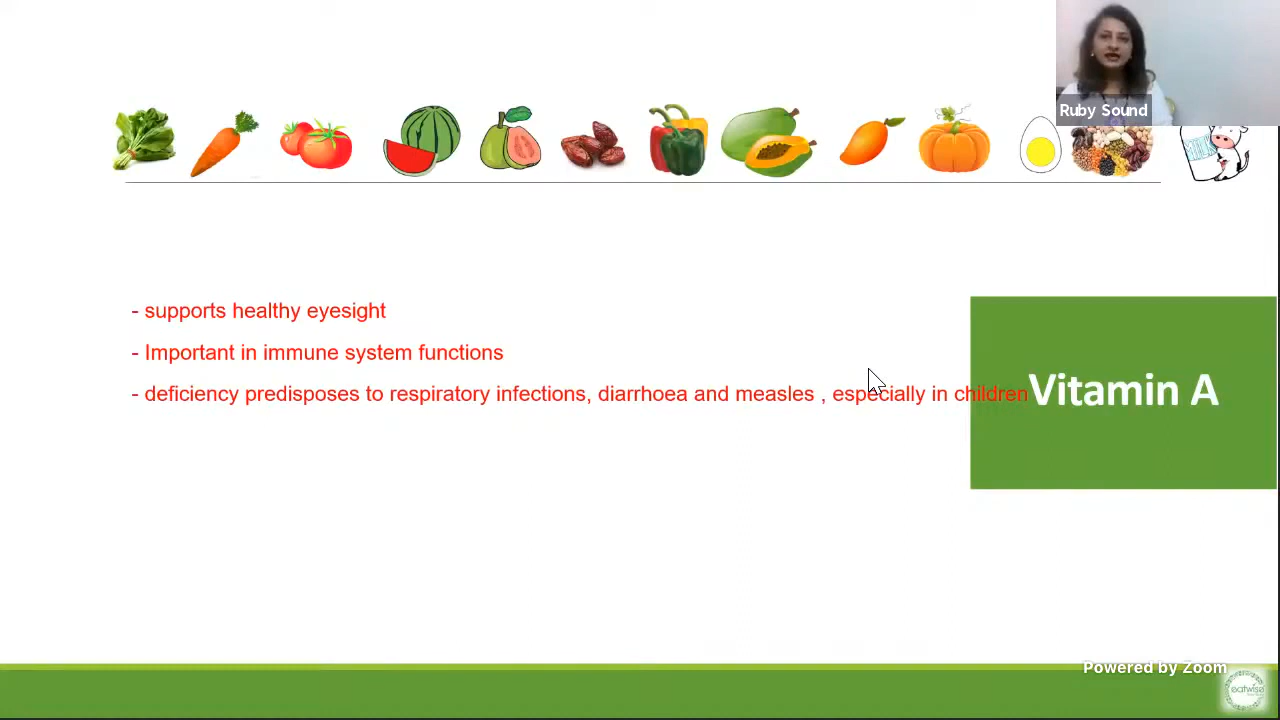 Ruby Sound
- supports healthy eyesight
- Important in immune system functions
- deficiency predisposes to respiratory infections, diarrhoea and measles , especially in children
Vitamin A
Powered by Zoom
eatwise